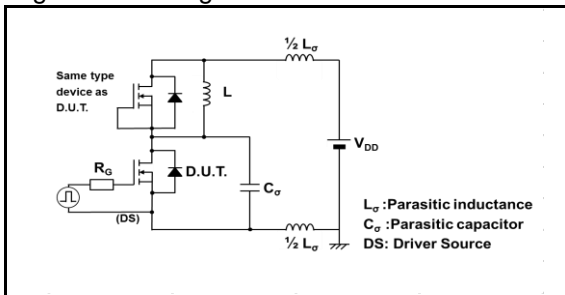 ½ Lσ
Same type
device as
D.U.T.
L
VDD
RG
D.U.T.
Cσ
(DS)
½ Lσ
Lσ :Parasitic inductance
Cσ :Parasitic capacitor
DS: Driver Source